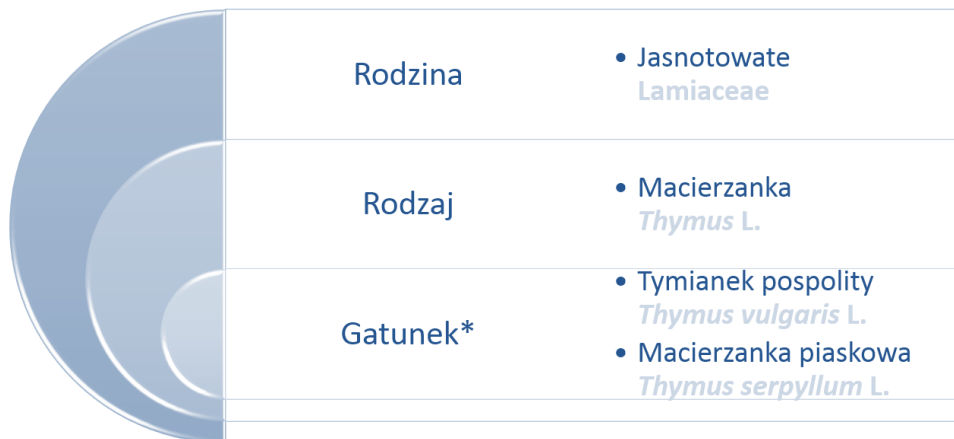 Rodzina
• Jasnotowate
Lamiaceae
Rodzaj
• Macierzanka
Thymus L.
Gatunek*
• Tymianek pospolity
Thymus vulgaris L.
• Macierzanka piaskowa
Thymus serpyllum L.